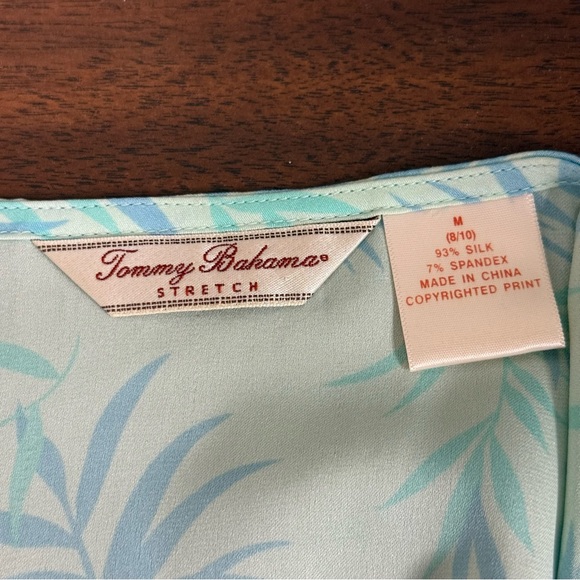 Tommy Bahama®
STRETCH
M
(8/10)
93% SILK
7% SPANDEX
MADE IN CHINA
COPYRIGHTED PRINT